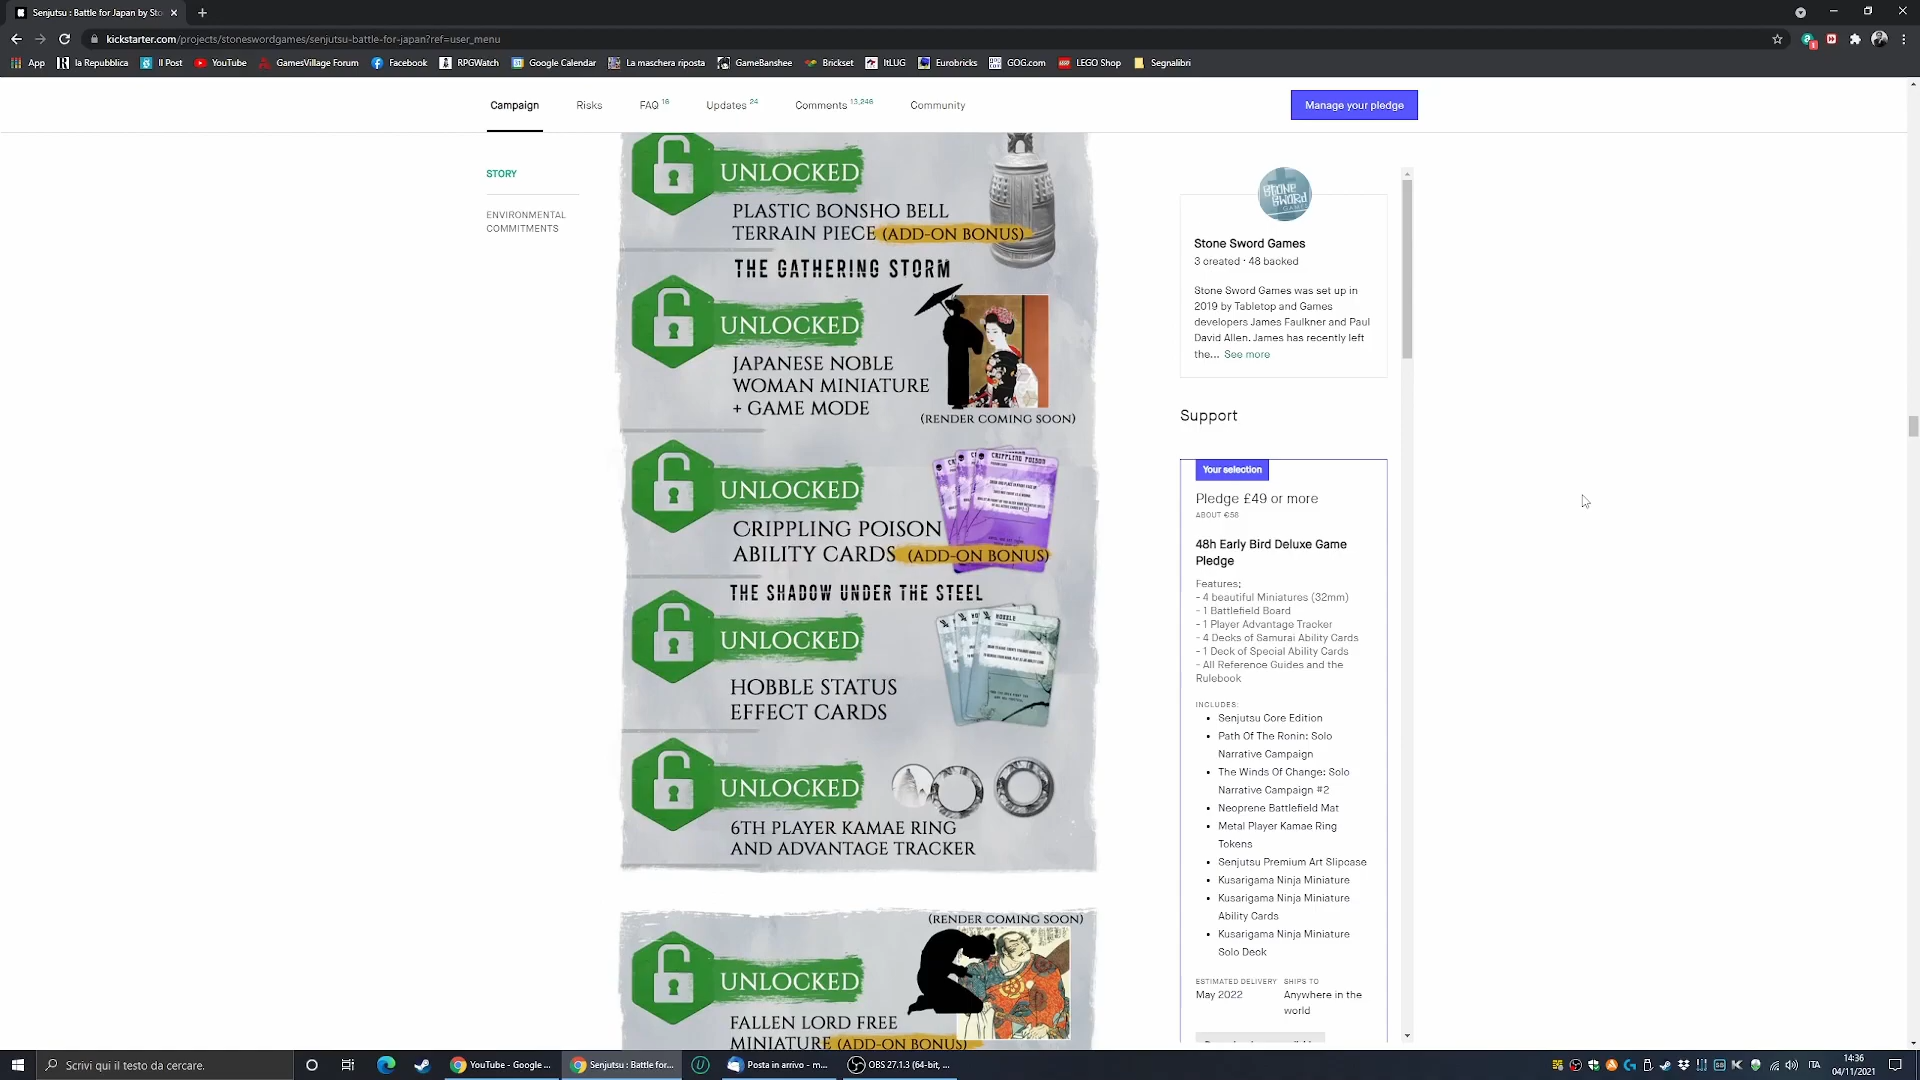 Senjutsu : Battle for Japan by Sto
kickstarter.com/projects/stoneswordgames/senjutsu-battle-for-japan?ref=user_menu
App
la Repubblica
Il Post
YouTube
GamesVillage Forum
Facebook
RPGWatch
Google Calendar
La maschera riposta
GameBanshee
Brickset
ItLUG
Eurobricks
GOG.com
LEGO Shop
Segnalibri
Campaign
Risks
FAQ 16
Updates 24
Comments 13,246
Community
Manage your pledge
STORY
ENVIRONMENTAL
COMMITMENTS
UNLOCKED
PLASTIC BONSHO BELL
TERRAIN PIECE (ADD-ON BONUS)
THE GATHERING STORM
UNLOCKED
JAPANESE NOBLE
WOMAN MINIATURE
+ GAME MODE
(RENDER COMING SOON)
UNLOCKED
CRIPPLING POISON
CRIPPLING POISON
ABILITY CARDS (ADD-ON BONUS)
THE SHADOW UNDER THE STEEL
HOBBLE
UNLOCKED
HOBBLE STATUS
EFFECT CARDS
UNLOCKED
6TH PLAYER KAMAE RING
AND ADVANTAGE TRACKER
(RENDER COMING SOON)
UNLOCKED
FALLEN LORD FREE
MINIATURE (ADD-ON BONUS)
STONE
SWORD
GAMES
Stone Sword Games
3 created · 48 backed
Stone Sword Games was set up in
2019 by Tabletop and Games
developers James Faulkner and Paul
David Allen. James has recently left
the... See more
Support
Your selection
Pledge £49 or more
ABOUT €58
48h Early Bird Deluxe Game
Pledge
Features;
- 4 beautiful Miniatures (32mm)
- 1 Battlefield Board
- 1 Player Advantage Tracker
- 4 Decks of Samurai Ability Cards
- 1 Deck of Special Ability Cards
- All Reference Guides and the
Rulebook
INCLUDES:
• Senjutsu Core Edition
• Path Of The Ronin: Solo
Narrative Campaign
• The Winds Of Change: Solo
Narrative Campaign #2
• Neoprene Battlefield Mat
• Metal Player Kamae Ring
Tokens
• Senjutsu Premium Art Slipcase
• Kusarigama Ninja Miniature
• Kusarigama Ninja Miniature
Ability Cards
• Kusarigama Ninja Miniature
Solo Deck
ESTIMATED DELIVERY
May 2022
SHIPS TO
Anywhere in the
world
Scrivi qui il testo da cercare.
YouTube - Google ...
Senjutsu : Battle for...
Posta in arrivo - m...
OBS 27.1.3 (64-bit, ...
ITA
14:36
04/11/2021